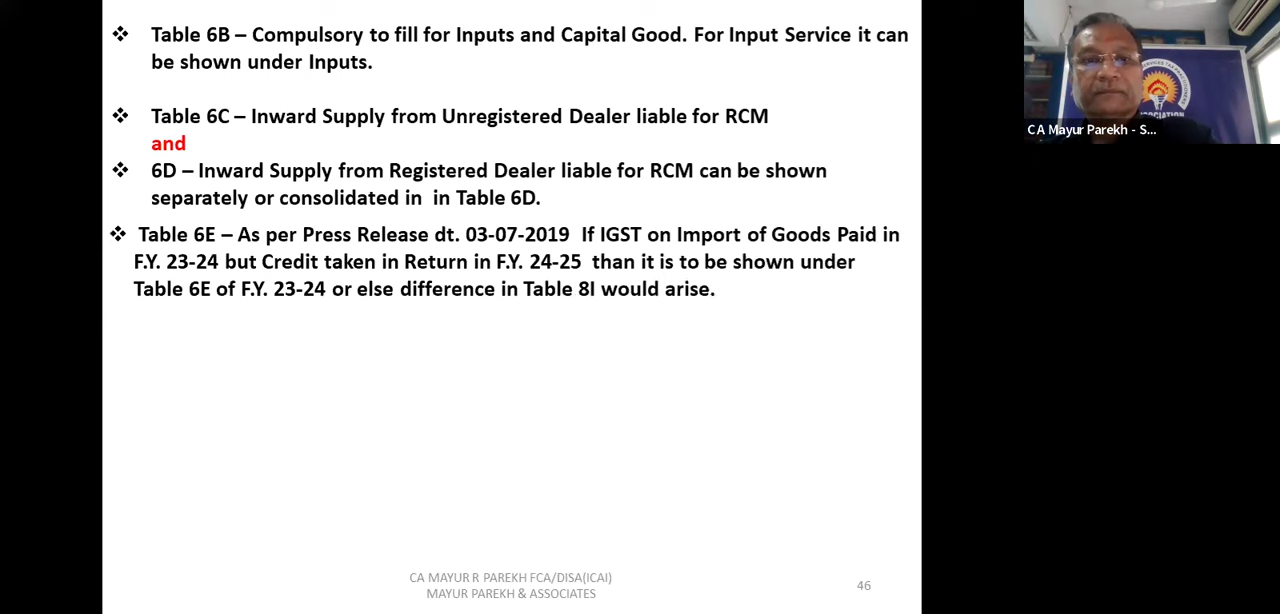 ❖ Table 6B – Compulsory to fill for Inputs and Capital Good. For Input Service it can
be shown under Inputs.
❖ Table 6C – Inward Supply from Unregistered Dealer liable for RCM
and
❖ 6D – Inward Supply from Registered Dealer liable for RCM can be shown
separately or consolidated in in Table 6D.
❖ Table 6E – As per Press Release dt. 03-07-2019 If IGST on Import of Goods Paid in
F.Y. 23-24 but Credit taken in Return in F.Y. 24-25 than it is to be shown under
Table 6E of F.Y. 23-24 or else difference in Table 8I would arise.
CA MAYUR R PAREKH FCA/DISA(ICAI)
MAYUR PAREKH & ASSOCIATES
46
C A Mayur Parekh - S...